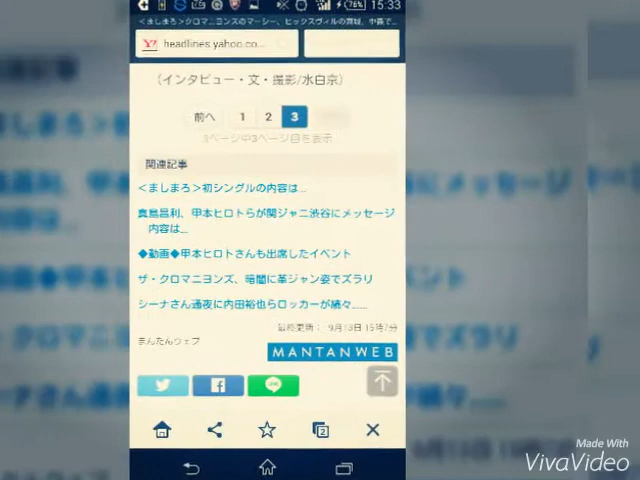 76% 15:33
<ましまろ>クロマニヨンズのマーシー、ヒックスヴィルの真城、中森で...
Y! headlines.yahoo.co...
(インタビュー・文・撮影/水白京)
前へ 1 2 3
3ページ中3ページ目を表示
関連記事
<ましまろ>初シングルの内容は...
真島昌利、甲本ヒロトらが関ジャニ渋谷にメッセージ
内容は...
◆動画◆甲本ヒロトさんも出席したイベント
ザ・クロマニヨンズ、暗闇に革ジャン姿でズラリ
シーナさん通夜に内田裕也らロッカーが続々......
最終更新： 9月13日 15時7分
まんたんウェブ
MANTANWEB
2
Made With
VivaVideo